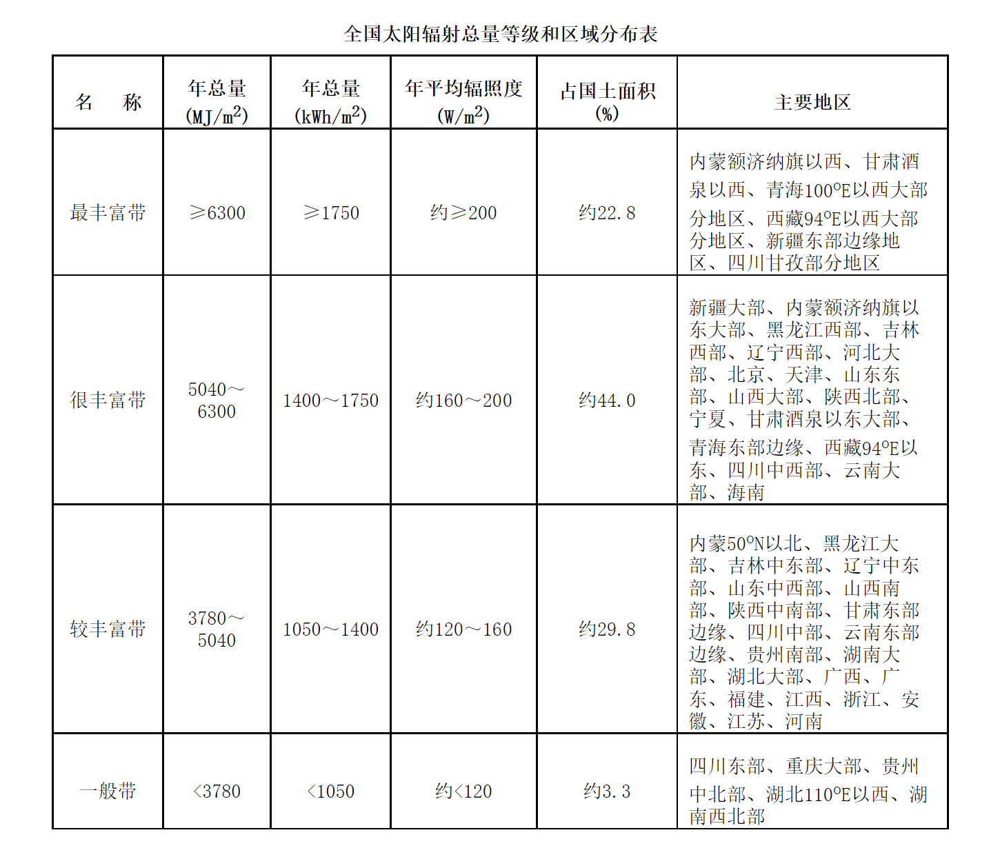 全国太阳辐射总量等级和区域分布表
名 称
年总量
(MJ/m2)
年总量
(kWh/m2)
年平均辐照度
(W/m2)
占国土面积
(%)
主要地区
最丰富带
≥6300
≥1750
约≥200
约22.8
内蒙额济纳旗以西、甘肃酒
泉以西、青海100°E以西大部
分地区、西藏94°E以西大部
分地区、新疆东部边缘地
区、四川甘孜部分地区
很丰富带
5040～
6300
1400～1750
约160～200
约44.0
新疆大部、内蒙额济纳旗以
东大部、黑龙江西部、吉林
西部、辽宁西部、河北大
部、北京、天津、山东东
部、山西大部、陕西北部、
宁夏、甘肃酒泉以东大部、
青海东部边缘、西藏94°E以
东、四川中西部、云南大
部、海南
较丰富带
3780～
5040
1050～1400
约120～160
约29.8
内蒙50°N以北、黑龙江大
部、吉林中东部、辽宁中东
部、山东中西部、山西南
部、陕西中南部、甘肃东部
边缘、四川中部、云南东部
边缘、贵州南部、湖南大
部、湖北大部、广西、广
东、福建、江西、浙江、安
徽、江苏、河南
一般带
<3780
<1050
约<120
约3.3
四川东部、重庆大部、贵州
中北部、湖北110°E以西、湖
南西北部